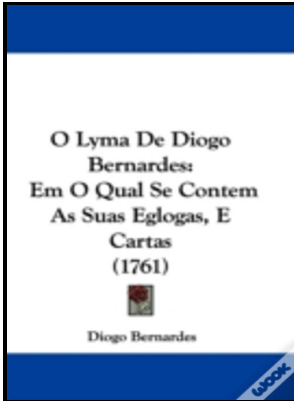 O Lyma De Diogo
Bernardes:
Em O Qual Se Contem
As Suas Eglogas, E
Cartas
(1761)
Diogo Bernardes
WOOK